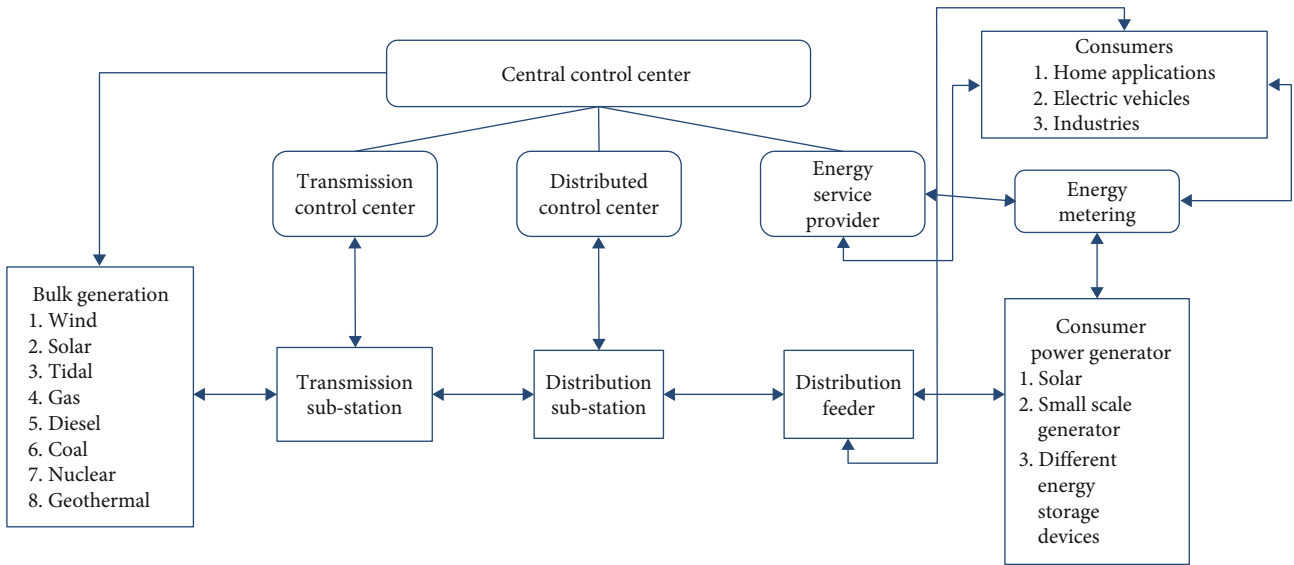 Central control center
Consumers
1. Home applications
2. Electric vehicles
3. Industries
Transmission
control center
Distributed
control center
Energy
service
provider
Energy
metering
Bulk generation
1. Wind
2. Solar
3. Tidal
4. Gas
5. Diesel
6. Coal
7. Nuclear
8. Geothermal
Transmission
sub-station
Distribution
sub-station
Distribution
feeder
Consumer
power generator
1. Solar
2. Small scale
generator
3. Different
energy
storage
devices